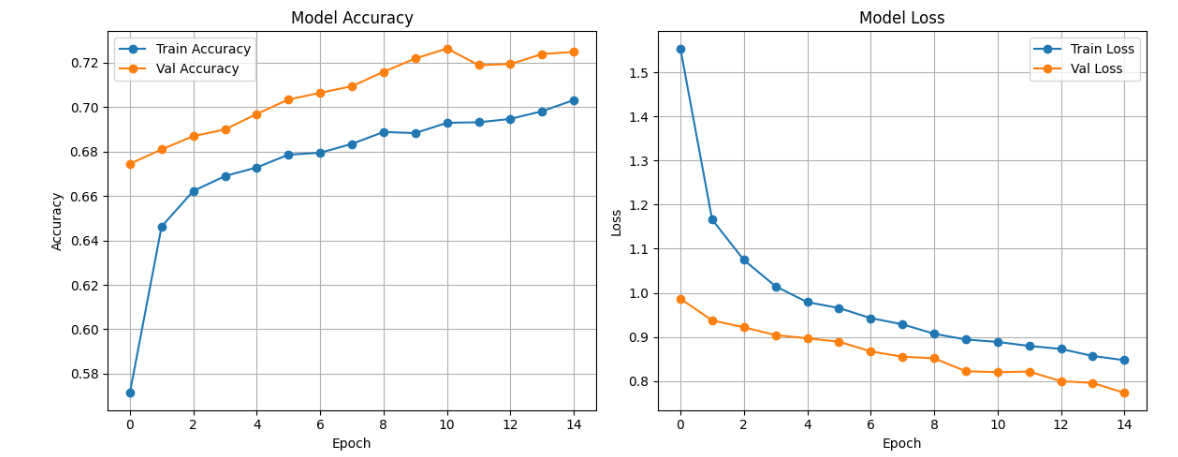 Model Accuracy
Train Accuracy
Val Accuracy
0.72
0.70
0.68
0.66
0.64
0.62
0.60
0.58
Accuracy
0 2 4 6 8 10 12 14
Epoch
Model Loss
Train Loss
Val Loss
1.5
1.4
1.3
1.2
1.1
1.0
0.9
0.8
Loss
0 2 4 6 8 10 12 14
Epoch